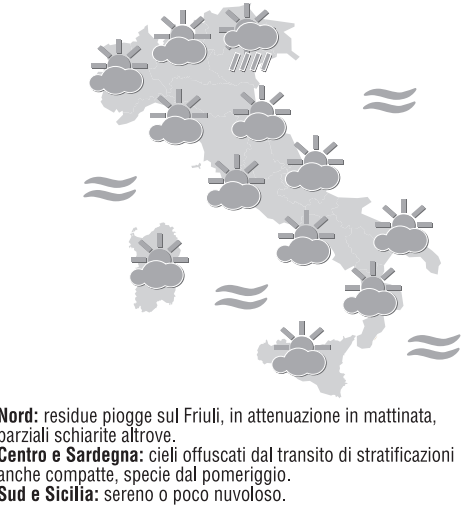 Nord: residue piogge sul Friuli, in attenuazione in mattinata,
parziali schiarite altrove.
Centro e Sardegna: cieli offuscati dal transito di stratificazioni
anche compatte, specie dal pomeriggio.
Sud e Sicilia: sereno o poco nuvoloso.